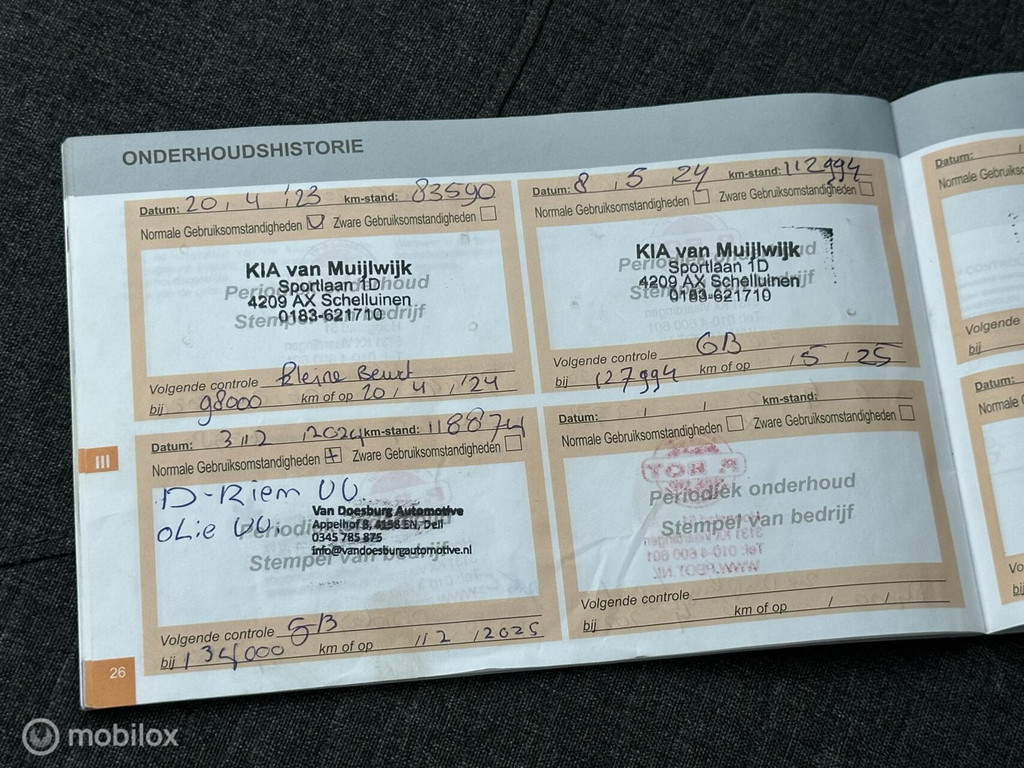 ONDERHOUDSHISTORIE
Datum: 20, 4 '23 km-stand: 83590
Normale Gebruiksomstandigheden Zware Gebruiksomstandigheden
KIA van Muijlwijk
Sportlaan 1D
4209 AX Schelluinen
0183-621710
Stempel van bedrijf
Volgende controle kleine Beurt
bij 98000 km of op 20, 4, '24
Datum: 8, 5 24 km-stand: 112994
Normale Gebruiksomstandigheden Zware Gebruiksomstandigheden
KIA van Muijlwijk
Sportlaan 1D
4209 AX Schelluinen
0183-621710
Volgende controle GB
bij 127994 km of op , 5, 25
III
Datum: 3,12, 2024 km-stand: 118874
Normale Gebruiksomstandigheden + Zware Gebruiksomstandigheden
D-Riem VV.
OLie VV.
Van Doesburg Automotive
Appelhof 8, 4158 EN, Deil
0345 785 875
info@vandoesburgautomotive.nl
Stempel van bedrijf
Volgende controle GB
bij 134000 km of op , 12, 2025
Datum: / / km-stand:
Normale Gebruiksomstandigheden Zware Gebruiksomstandigheden
Periodiek onderhoud
Stempel van bedrijf
Volgende controle
bij km of op / /
26
Datum:
Normale Gebruiks
Volgende
bij
Datum:
Normale
Vo
bij
mobilox